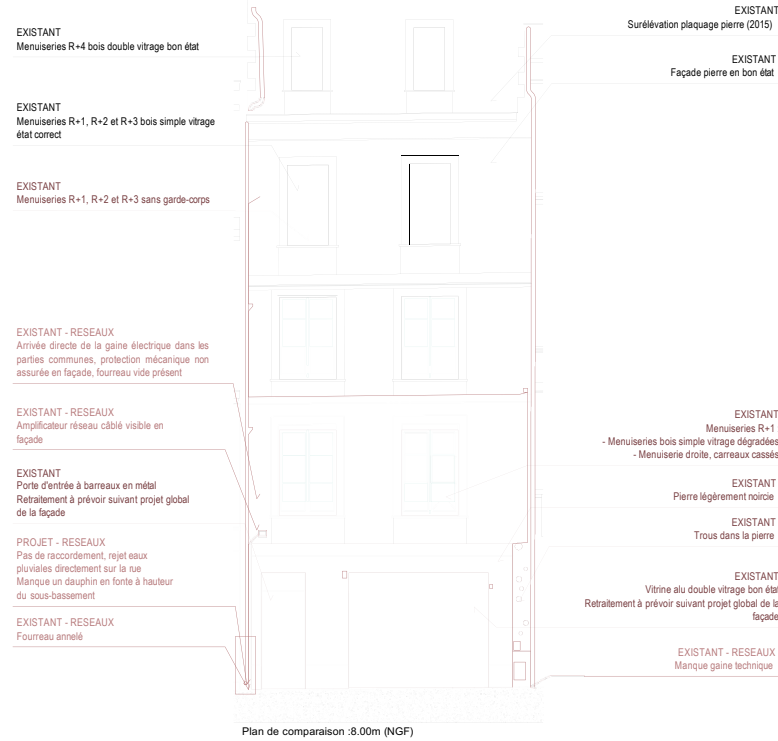 EXISTANT
Menuiseries R+4 bois double vitrage bon état
EXISTANT
Menuiseries R+1, R+2 et R+3 bois simple vitrage
état correct
EXISTANT
Menuiseries R+1, R+2 et R+3 sans garde-corps
EXISTANT - RESEAUX
Arrivée directe de la gaine électrique dans les
parties communes, protection mécanique non
assurée en façade, fourreau vide présent
EXISTANT - RESEAUX
Amplificateur réseau câblé visible en
façade
EXISTANT
Porte d'entrée à barreaux en métal
Retraitement à prévoir suivant projet global
de la façade
PROJET - RESEAUX
Pas de raccordement, rejet eaux
pluviales directement sur la rue
Manque un dauphin en fonte à hauteur
du sous-bassement
EXISTANT - RESEAUX
Fourreau annelé
EXISTANT
Surélévation plaquage pierre (2015)
EXISTANT
Façade pierre en bon état
EXISTANT
Menuiseries R+1 :
- Menuiseries bois simple vitrage dégradées
- Menuiserie droite, carreaux cassés
EXISTANT
Pierre légèrement noircie
EXISTANT
Trous dans la pierre
EXISTANT
Vitrine alu double vitrage bon état
Retraitement à prévoir suivant projet global de la
façade
EXISTANT - RESEAUX
Manque gaine technique
Plan de comparaison :8.00m (NGF)